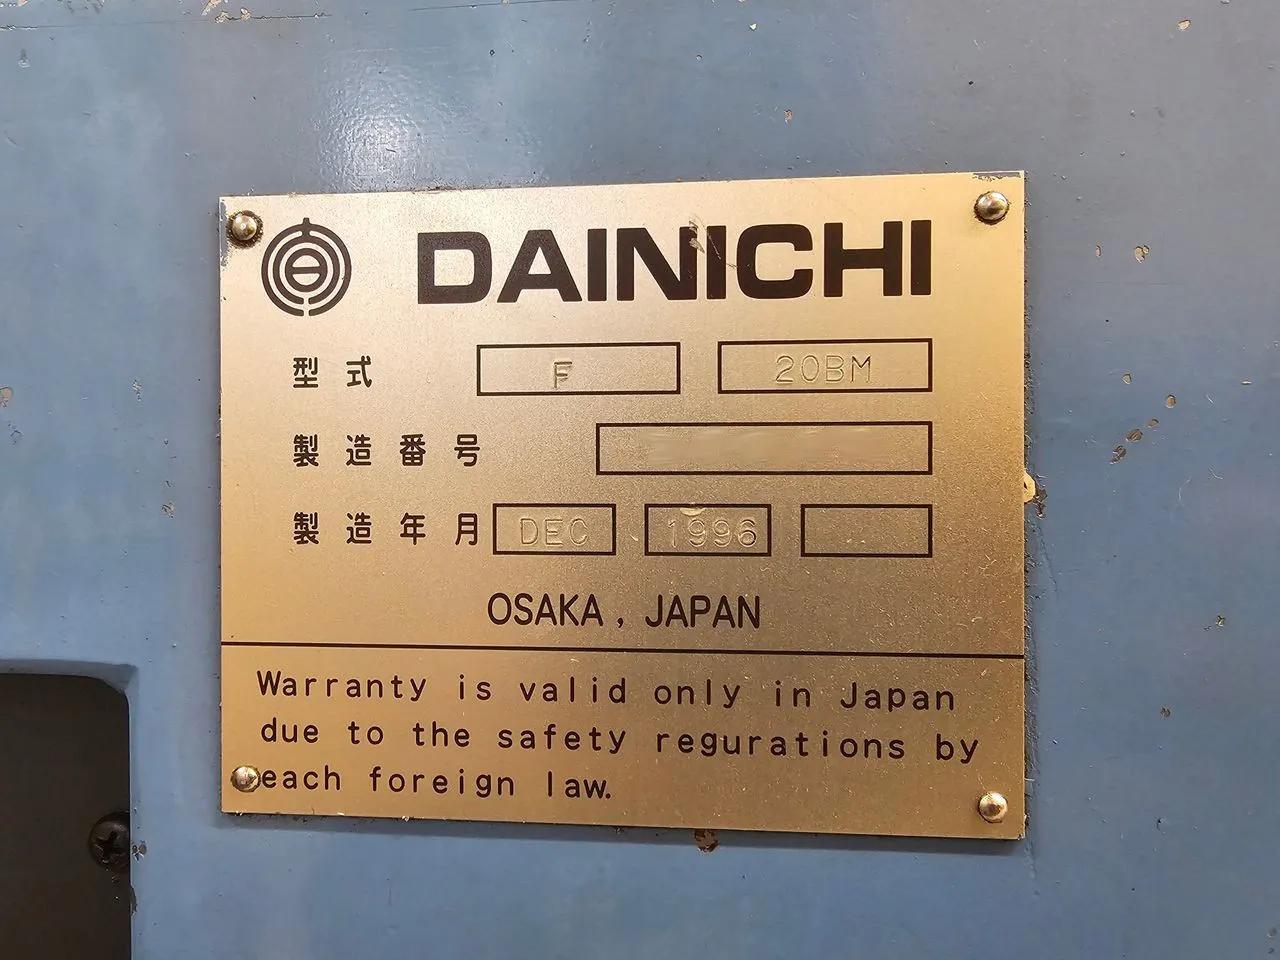 DAINICHI
型式 F 20BM
製造番号
製造年月 DEC 1996
OSAKA, JAPAN
Warranty is valid only in Japan
due to the safety regurations by
each foreign law.